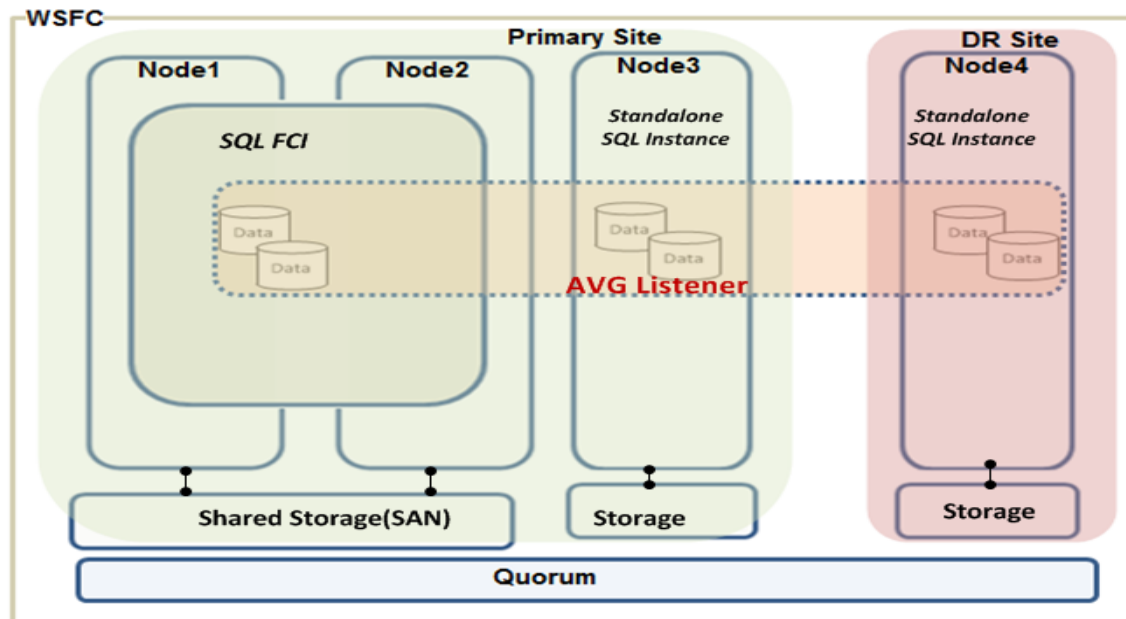 WSFC
Primary Site
DR Site
Node1
Node2
Node3
Node4
SQL FCI
Standalone
SQL Instance
Standalone
SQL Instance
Data
Data
Data
Data
Data
Data
AVG Listener
Shared Storage(SAN)
Storage
Storage
Quorum